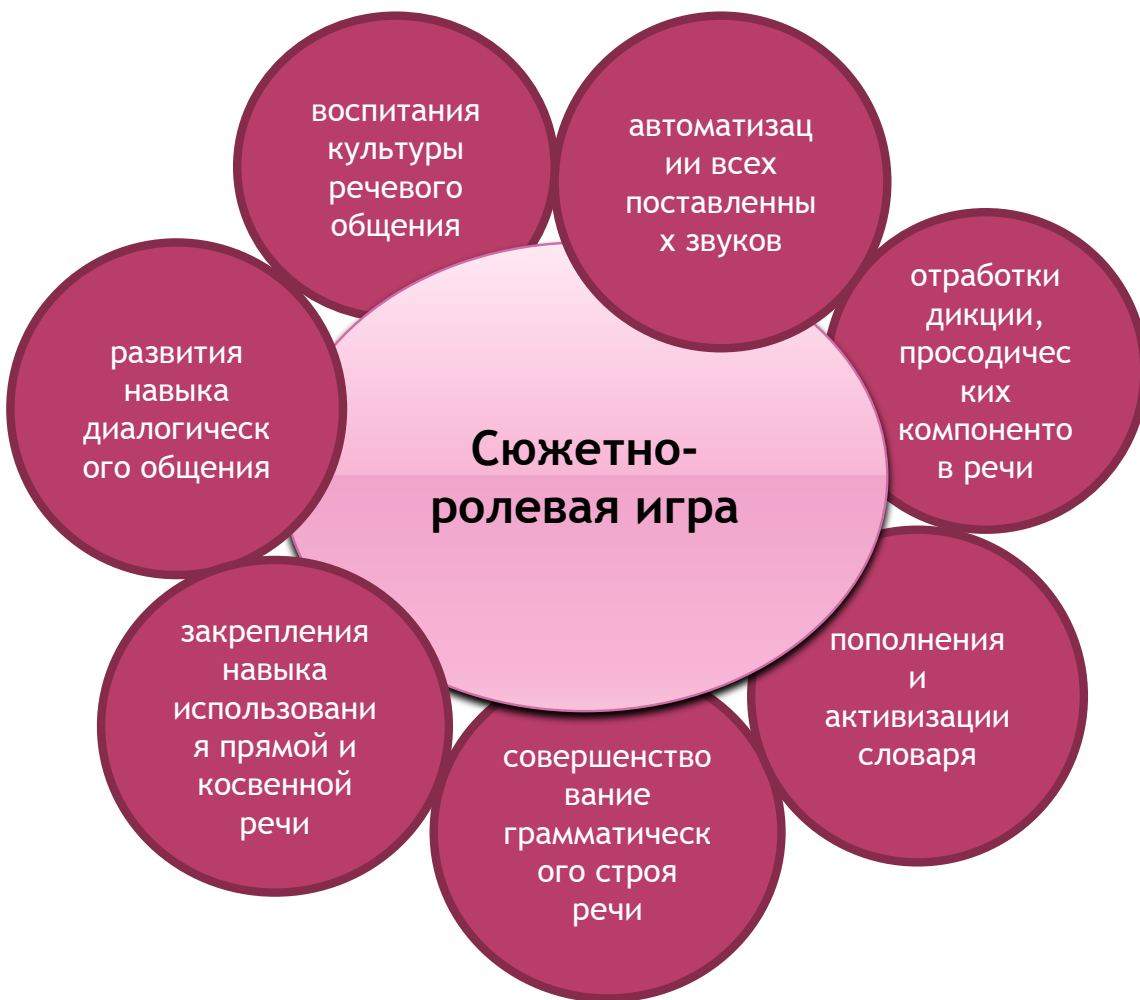 воспитания
культуры
речевого
общения
автоматизац
ии всех
поставленны
х звуков
отработки
дикции,
просодичес
ких
компоненто
в речи
развития
навыка
диалогическ
ого общения
Сюжетно-
ролевая игра
закрепления
навыка
использовани
я прямой и
косвенной
речи
пополнения
и
активизации
словаря
совершенство
вание
грамматическ
ого строя
речи